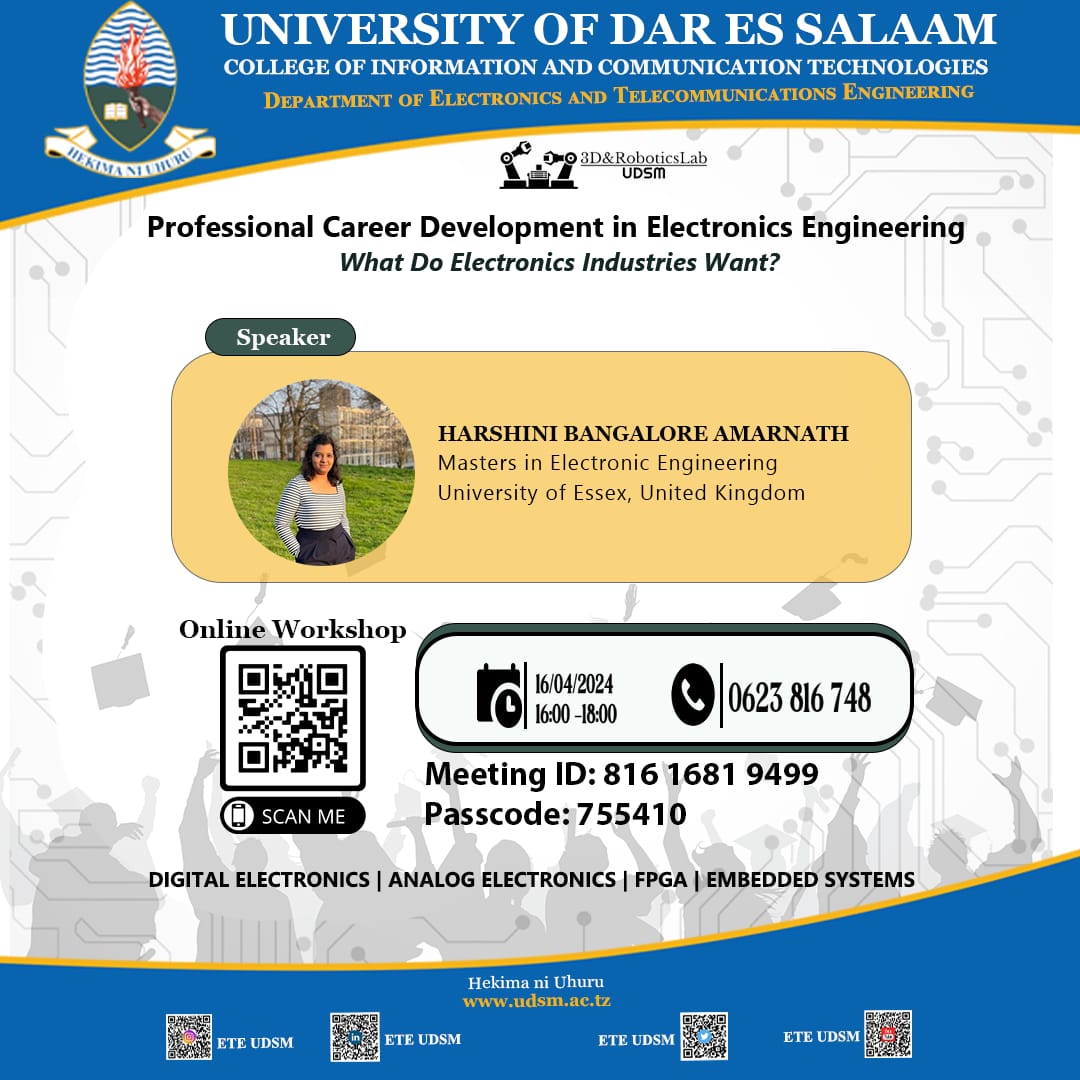 UNIVERSITY OF DAR ES SALAAM
COLLEGE OF INFORMATION AND COMMUNICATION TECHNOLOGIES
DEPARTMENT OF ELECTRONICS AND TELECOMMUNICATIONS ENGINEERING
HEKIMA NI UHURU
3D&RoboticsLab
UDSM
Professional Career Development in Electronics Engineering
What Do Electronics Industries Want?
Speaker
HARSHINI BANGALORE AMARNATH
Masters in Electronic Engineering
University of Essex, United Kingdom
Online Workshop
16/04/2024
16:00 -18:00
0623 816 748
Meeting ID: 816 1681 9499
Passcode: 755410
SCAN ME
DIGITAL ELECTRONICS | ANALOG ELECTRONICS | FPGA | EMBEDDED SYSTEMS
Hekima ni Uhuru
www.udsm.ac.tz
ETE UDSM
in
ETE UDSM
ETE UDSM
ETE UDSM